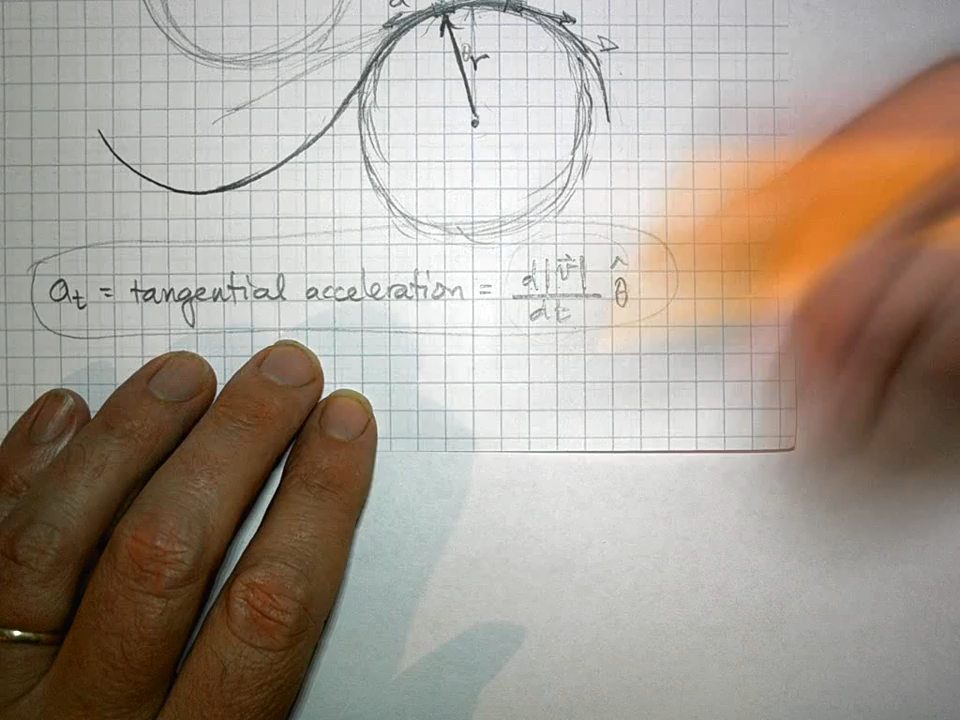 a
r
a_t = tangential acceleration = d|v⃗|/dt θ̂